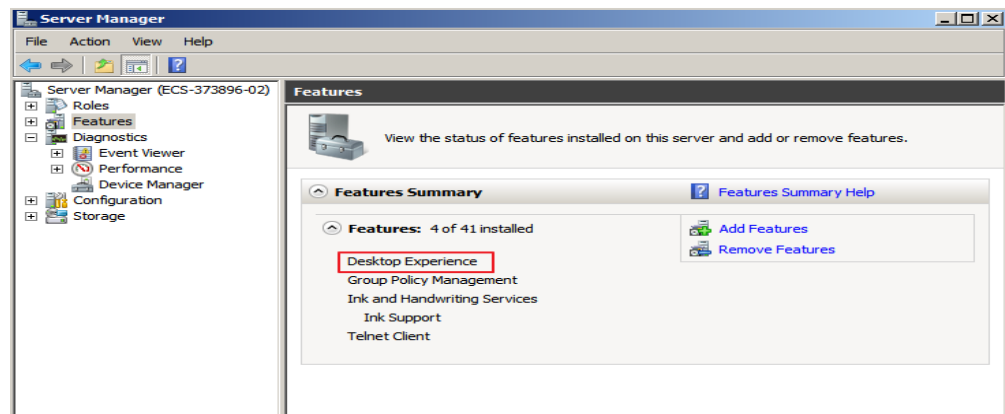 Server Manager
File Action View Help
Server Manager (ECS-373896-02)
Roles
Features
Diagnostics
Event Viewer
Performance
Device Manager
Configuration
Storage
Features
View the status of features installed on this server and add or remove features.
Features Summary
Features Summary Help
Features: 4 of 41 installed
Add Features
Remove Features
Desktop Experience
Group Policy Management
Ink and Handwriting Services
Ink Support
Telnet Client